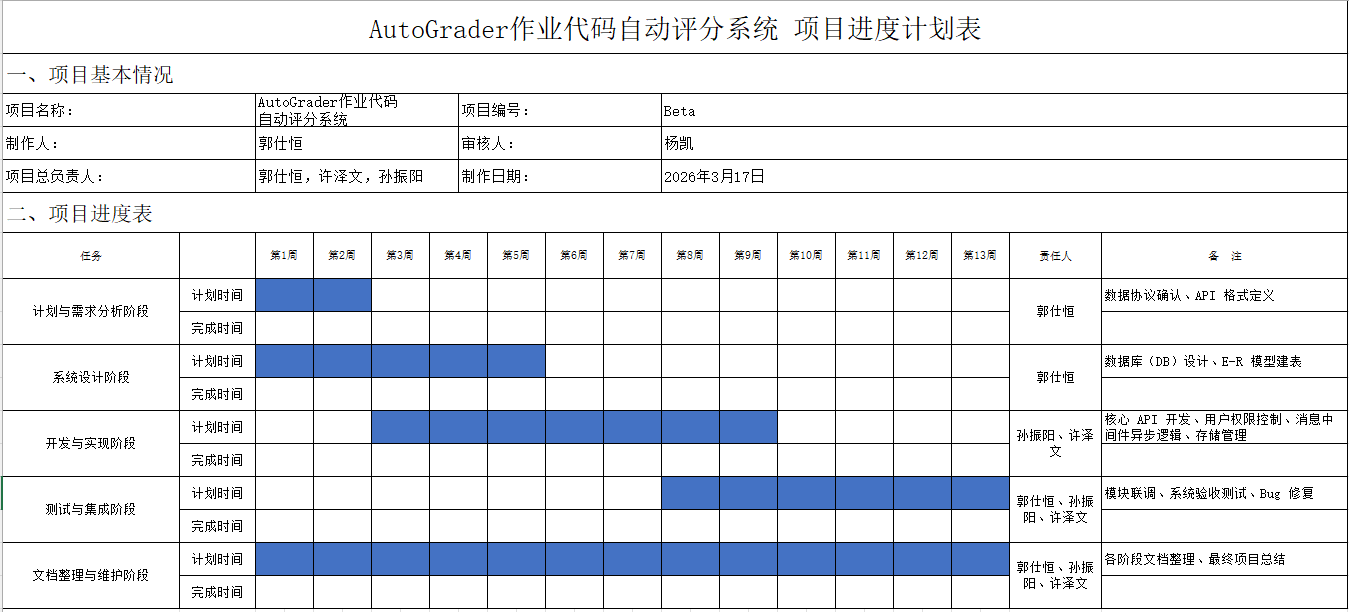 AutoGrader作业代码自动评分系统 项目进度计划表
一、项目基本情况
项目名称：
AutoGrader作业代码
自动评分系统
项目编号：
Beta
制作人：
郭仕恒
审核人：
杨凯
项目总负责人：
郭仕恒，许泽文，孙振阳
制作日期：
2026年3月17日
二、项目进度表
任务
第1周
第2周
第3周
第4周
第5周
第6周
第7周
第8周
第9周
第10周
第11周
第12周
第13周
责任人
备 注
计划与需求分析阶段
计划时间
完成时间
郭仕恒
数据协议确认、API 格式定义
系统设计阶段
计划时间
完成时间
郭仕恒
数据库（DB）设计、E-R 模型建表
开发与实现阶段
计划时间
完成时间
孙振阳、许泽
文
核心 API 开发、用户权限控制、消息中
间件异步逻辑、存储管理
测试与集成阶段
计划时间
完成时间
郭仕恒、孙振
阳、许泽文
模块联调、系统验收测试、Bug 修复
文档整理与维护阶段
计划时间
完成时间
郭仕恒、孙振
阳、许泽文
各阶段文档整理、最终项目总结